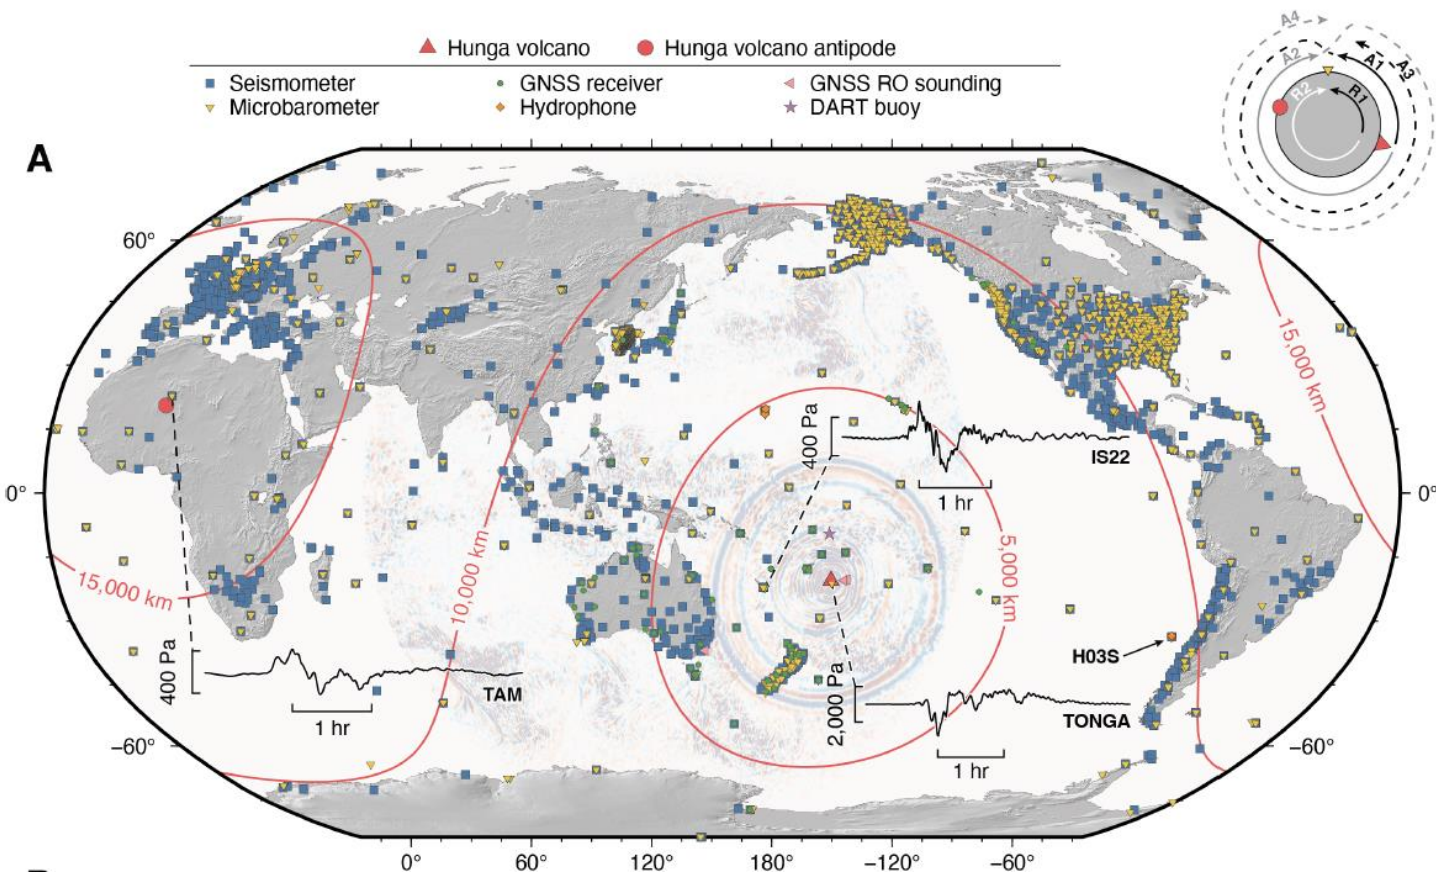 Hunga volcano
Hunga volcano antipode
Seismometer
GNSS receiver
GNSS RO sounding
Microbarometer
Hydrophone
DART buoy
A4
A2
A1
A3
R2
R1
A
60°
60°
0°
0°
−60°
−60°
15,000 km
15,000 km
10,000 km
5,000 km
400 Pa
IS22
1 hr
400 Pa
TAM
1 hr
2,000 Pa
TONGA
1 hr
H03S
0°
60°
120°
180°
−120°
−60°